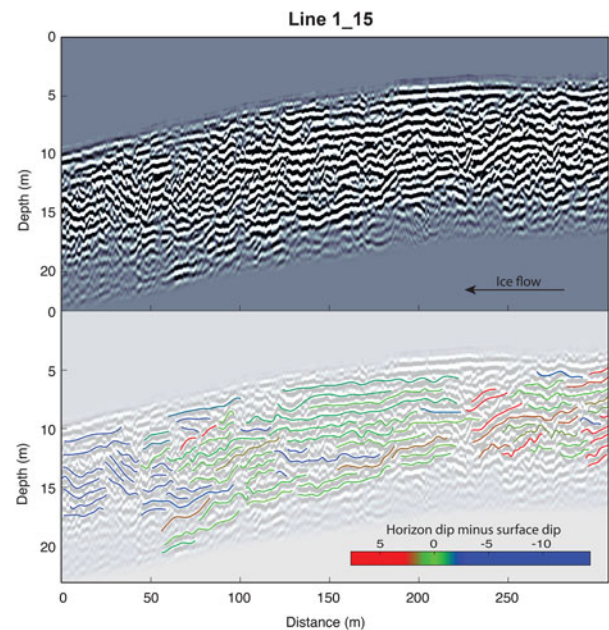 Line 1_15
0
5
10
15
20
Depth (m)
Ice flow
0
5
10
15
20
Depth (m)
Horizon dip minus surface dip
5 0 -5 -10
0 50 100 150 200 250
Distance (m)